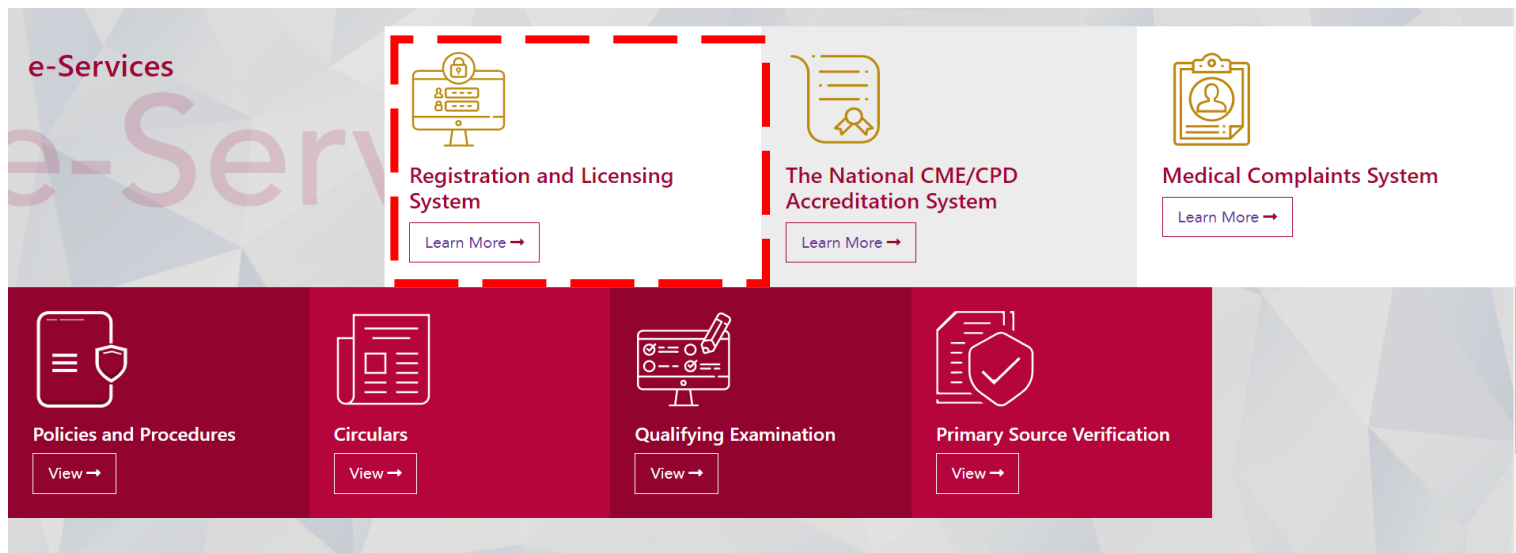 e-Services
e-Serv
Registration and Licensing
System
Learn More
The National CME/CPD
Accreditation System
Learn More
Medical Complaints System
Learn More
Policies and Procedures
View
Circulars
View
Qualifying Examination
View
Primary Source Verification
View